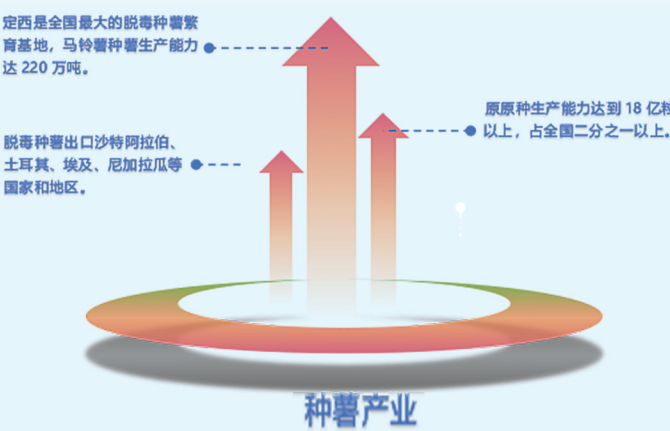 定西是全国最大的脱毒种薯繁
育基地，马铃薯种薯生产能力
达 220 万吨。
原原种生产能力达到 18 亿粒
以上，占全国二分之一以上。
脱毒种薯出口沙特阿拉伯、
土耳其、埃及、尼加拉瓜等
国家和地区。
种薯产业